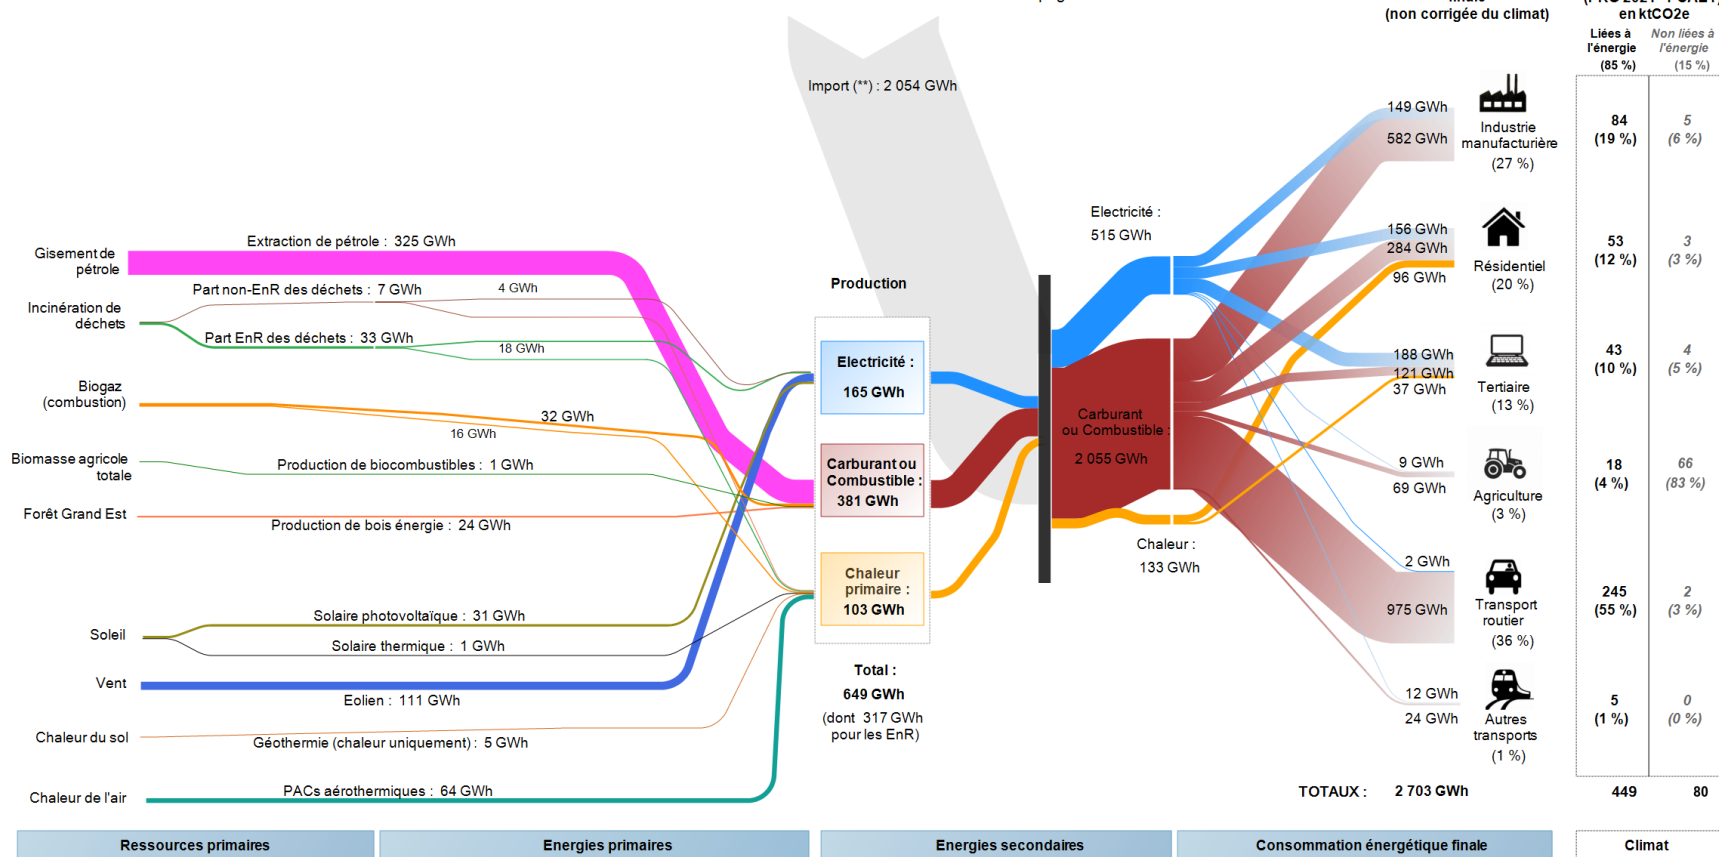 finale
(non corrigée du climat)
en ktCO2e
Liées à
l'énergie
(85 %)
Non liées à
l'énergie
(15 %)
Import (**) : 2 054 GWh
149 GWh
582 GWh
Industrie
manufacturière
(27 %)
84
(19 %)
5
(6 %)
Electricité :
515 GWh
156 GWh
284 GWh
96 GWh
Résidentiel
(20 %)
53
(12 %)
3
(3 %)
Gisement de
pétrole
Extraction de pétrole : 325 GWh
Incinération de
déchets
Part non-EnR des déchets : 7 GWh
4 GWh
Part EnR des déchets : 33 GWh
18 GWh
Production
Electricité :
165 GWh
188 GWh
121 GWh
37 GWh
Tertiaire
(13 %)
43
(10 %)
4
(5 %)
Biogaz
(combustion)
32 GWh
16 GWh
Carburant
ou Combustible :
2 055 GWh
Biomasse agricole
totale
Production de biocombustibles : 1 GWh
Carburant ou
Combustible :
381 GWh
9 GWh
69 GWh
Agriculture
(3 %)
18
(4 %)
66
(83 %)
Forêt Grand Est
Production de bois énergie : 24 GWh
Chaleur :
133 GWh
Chaleur
primaire :
103 GWh
2 GWh
975 GWh
Transport
routier
(36 %)
245
(55 %)
2
(3 %)
Soleil
Solaire photovoltaïque : 31 GWh
Solaire thermique : 1 GWh
Vent
Eolien : 111 GWh
Total :
649 GWh
(dont 317 GWh
pour les EnR)
12 GWh
24 GWh
Autres
transports
(1 %)
5
(1 %)
0
(0 %)
Chaleur du sol
Géothermie (chaleur uniquement) : 5 GWh
Chaleur de l'air
PACs aérothermiques : 64 GWh
TOTAUX : 2 703 GWh
449
80
Ressources primaires
Energies primaires
Energies secondaires
Consommation énergétique finale
Climat